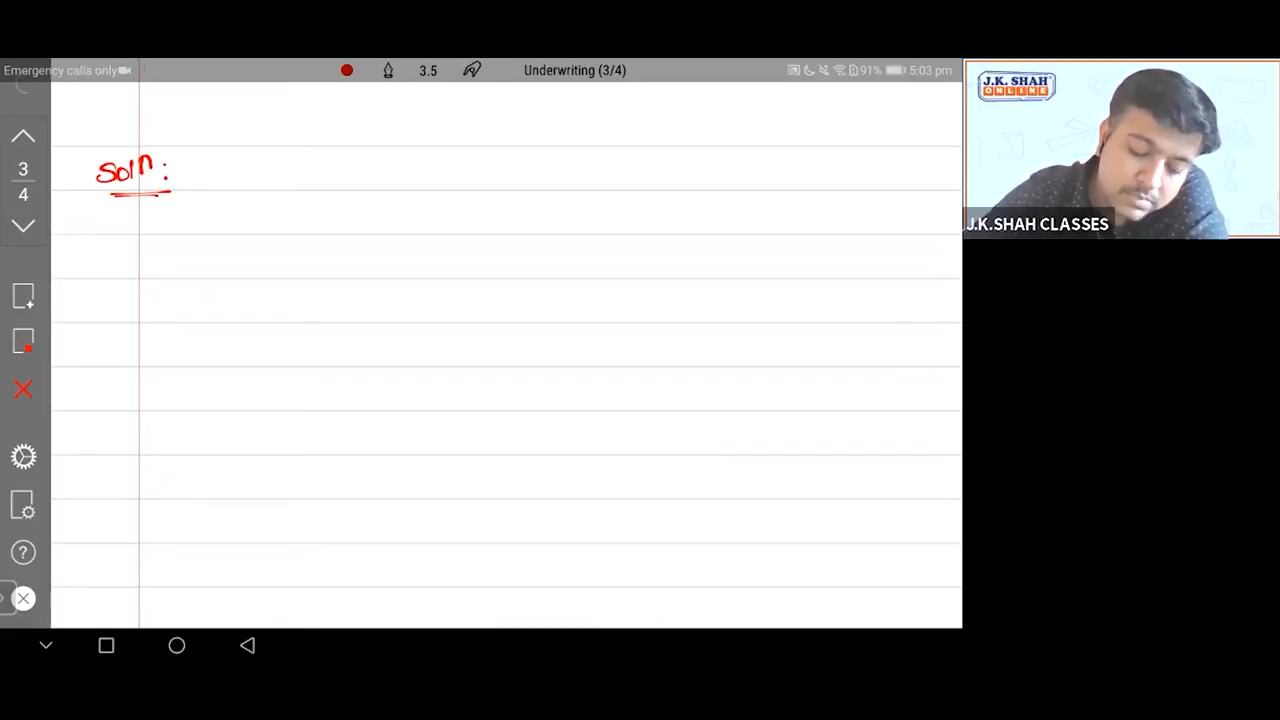 Emergency calls only
3.5
Underwriting (3/4)
91%
5:03 pm
3
4
Soln:
J.K. SHAH
ONLINE
J.K.SHAH CLASSES